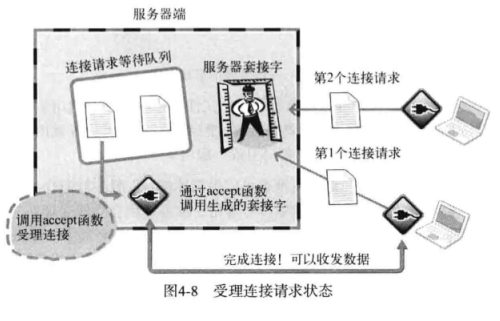 服务器端
连接请求等待队列
服务器套接字
第2个连接请求
第1个连接请求
通过accept函数
调用生成的套接字
调用accept函数
受理连接
完成连接！可以收发数据
图4-8 受理连接请求状态